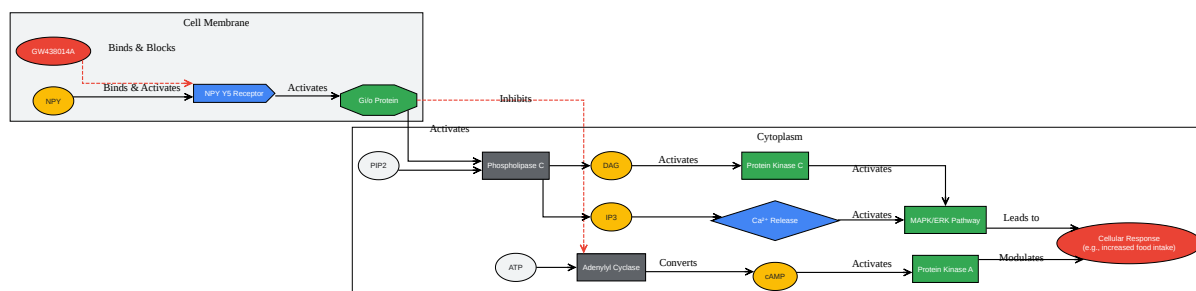 Cell Membrane
GW438014A
Binds & Blocks
NPY
Binds & Activates
NPY Y5 Receptor
Activates
Gi/o Protein
Inhibits
Activates
Cytoplasm
PIP2
Phospholipase C
DAG
Activates
Protein Kinase C
Activates
IP3
Ca²⁺ Release
Activates
MAPK/ERK Pathway
Leads to
Cellular Response
(e.g., increased food intake)
ATP
Adenylyl Cyclase
Converts
cAMP
Activates
Protein Kinase A
Modulates